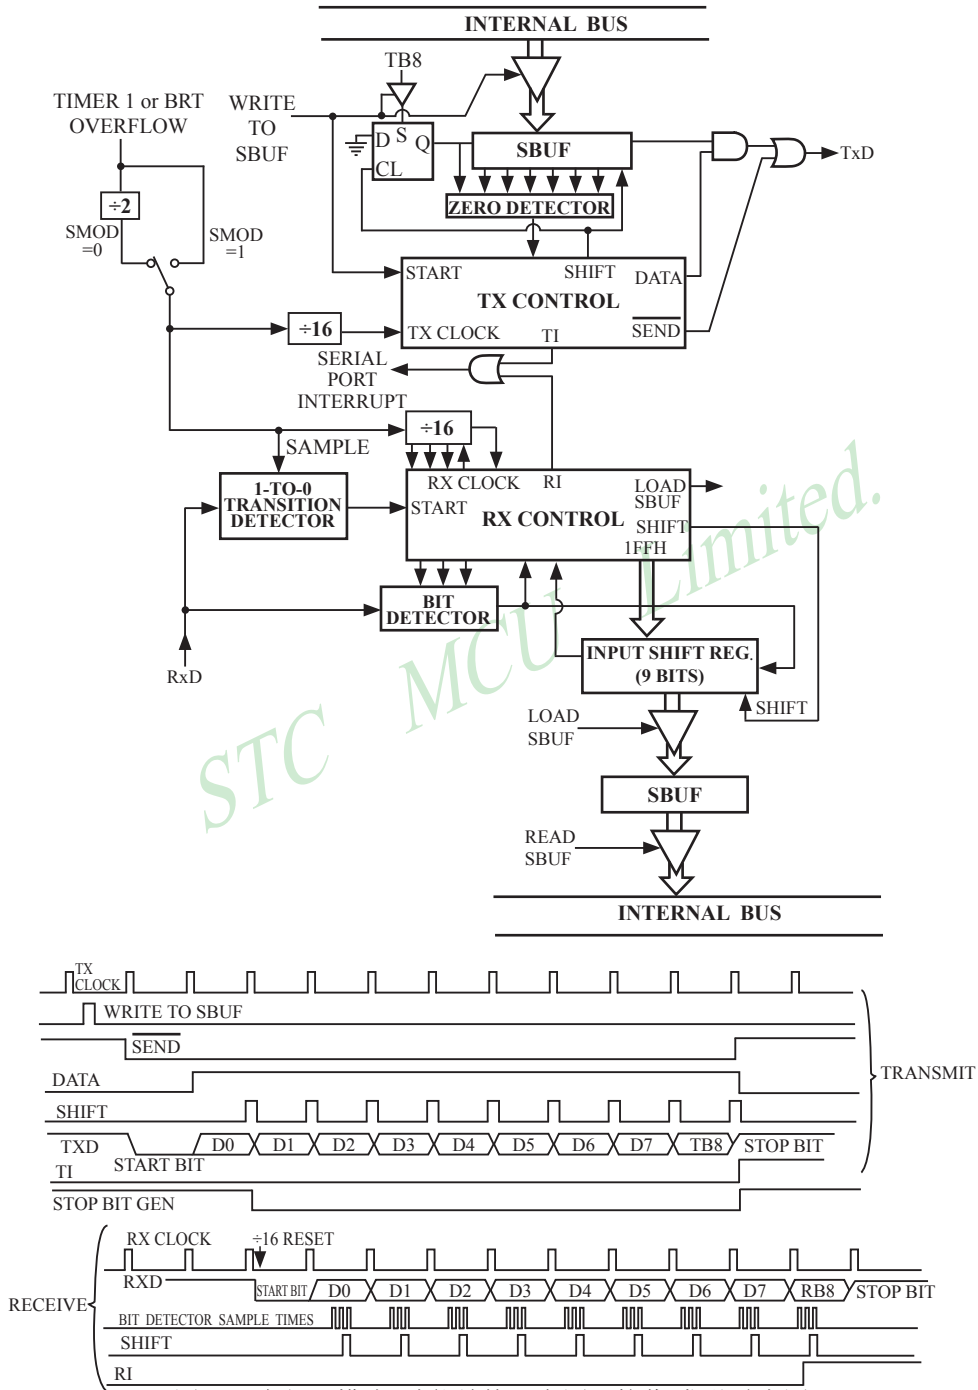 INTERNAL BUS
TB8
TIMER 1 or BRT
OVERFLOW
WRITE
TO
SBUF
D
S
Q
CL
SBUF
TxD
÷2
ZERO DETECTOR
SMOD
=0
SMOD
=1
START
SHIFT
DATA
TX CONTROL
÷16
TX CLOCK
TI
SEND
SERIAL
PORT
INTERRUPT
÷16
SAMPLE
1-TO-0
TRANSITION
DETECTOR
RX CLOCK
RI
LOAD
SBUF
START
RX CONTROL
SHIFT
1FFH
BIT
DETECTOR
RxD
INPUT SHIFT REG.
(9 BITS)
SHIFT
LOAD
SBUF
SBUF
READ
SBUF
INTERNAL BUS
STC MCU Limited.
TX
CLOCK
WRITE TO SBUF
SEND
DATA
TRANSMIT
SHIFT
TXD
START BIT
D0 D1 D2 D3 D4 D5 D6 D7 TB8 STOP BIT
TI
STOP BIT GEN
RX CLOCK
÷16 RESET
RXD
START BIT D0 D1 D2 D3 D4 D5 D6 D7 RB8 STOP BIT
RECEIVE
BIT DETECTOR SAMPLE TIMES
SHIFT
RI